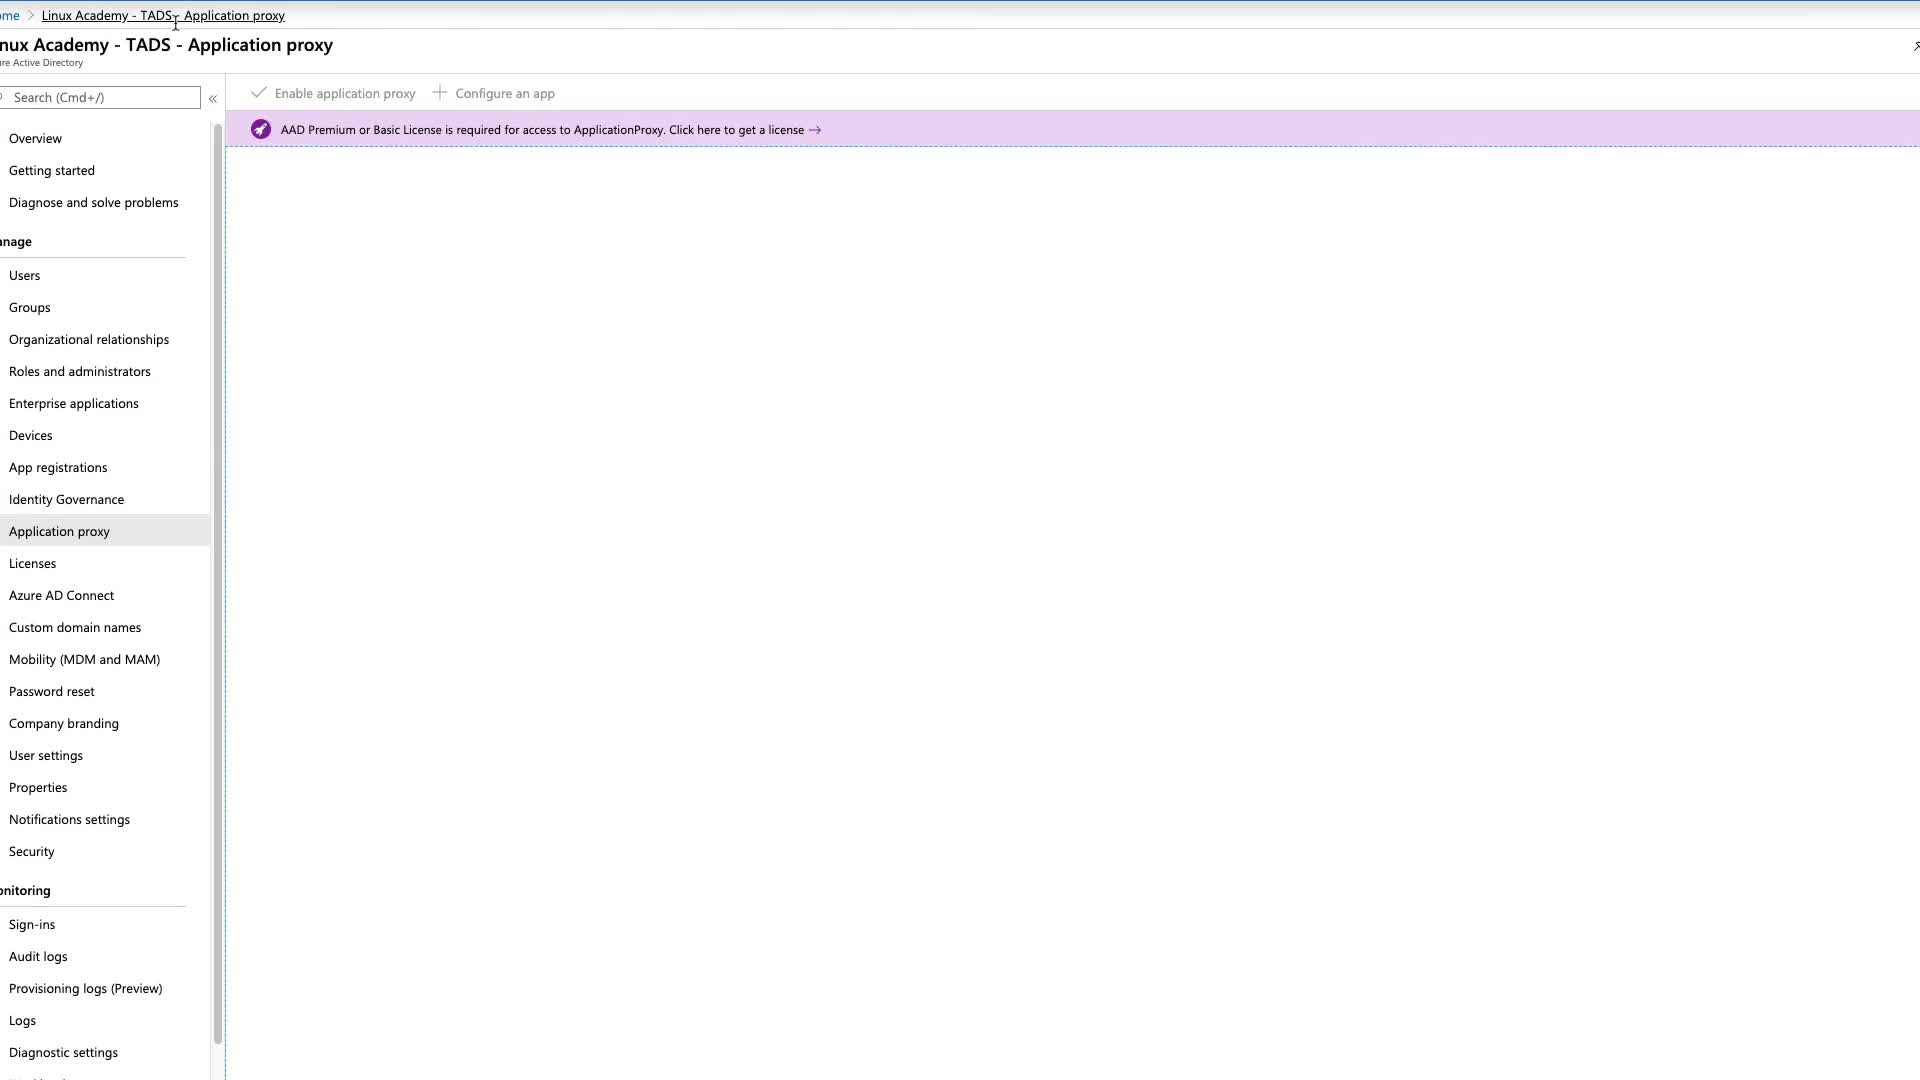 ome > Linux Academy - TADS - Application proxy
nux Academy - TADS - Application proxy
re Active Directory
Search (Cmd+/)
«
Enable application proxy
Configure an app
AAD Premium or Basic License is required for access to ApplicationProxy. Click here to get a license →
Overview
Getting started
Diagnose and solve problems
anage
Users
Groups
Organizational relationships
Roles and administrators
Enterprise applications
Devices
App registrations
Identity Governance
Application proxy
Licenses
Azure AD Connect
Custom domain names
Mobility (MDM and MAM)
Password reset
Company branding
User settings
Properties
Notifications settings
Security
onitoring
Sign-ins
Audit logs
Provisioning logs (Preview)
Logs
Diagnostic settings